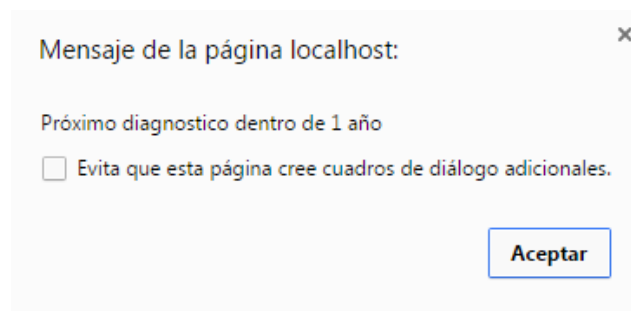 Mensaje de la página localhost:
Próximo diagnostico dentro de 1 año
Evita que esta página cree cuadros de diálogo adicionales.
Aceptar